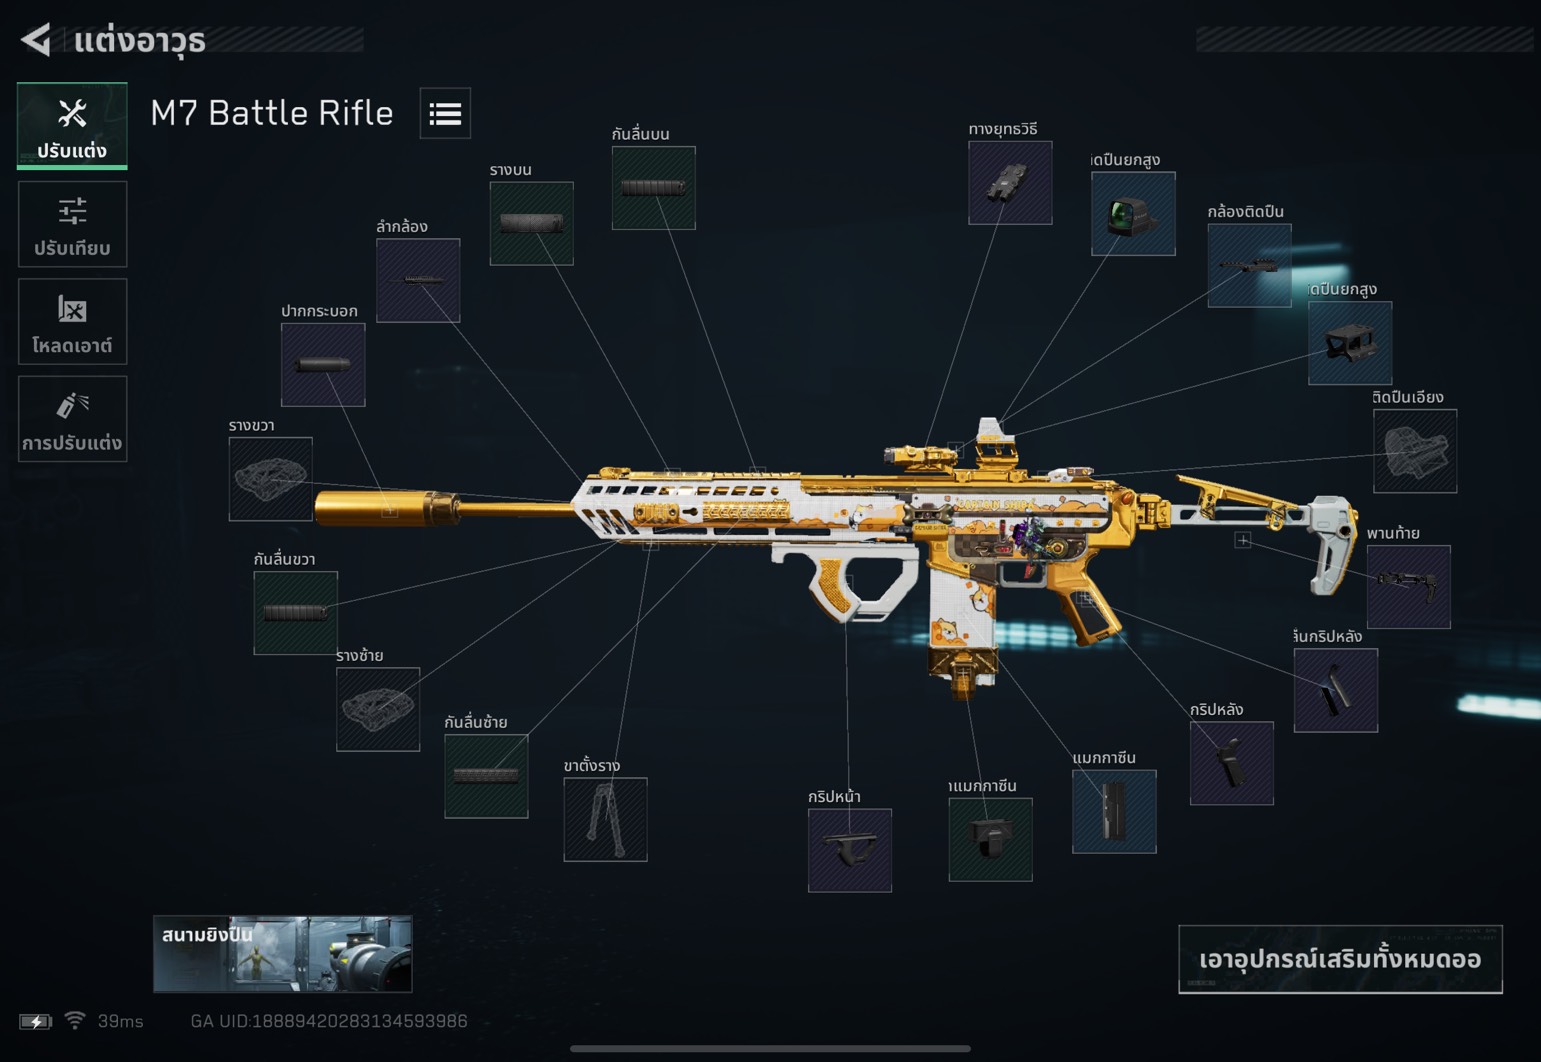 แต่งอาวุธ
ปรับแต่ง
M7 Battle Rifle
ปรับเทียบ
โหลดเอาต์
การปรับแต่ง
กันลื่นบน
รางบน
ลำกล้อง
ปากกระบอก
รางขวา
กันลื่นขวา
รางซ้าย
กันลื่นซ้าย
ขาตั้งราง
ทางยุทธวิธี
ดปืนยกสูง
กล้องติดปืน
ดปืนยกสูง
ติดปืนเอียง
พานท้าย
ลื่นกริปหลัง
กริปหลัง
แมกกาซีน
าแมกกาซีน
กริปหน้า
สนามยิงปืน
เอาอุปกรณ์เสริมทั้งหมดออ
39ms
GA UID:18889420283134593986